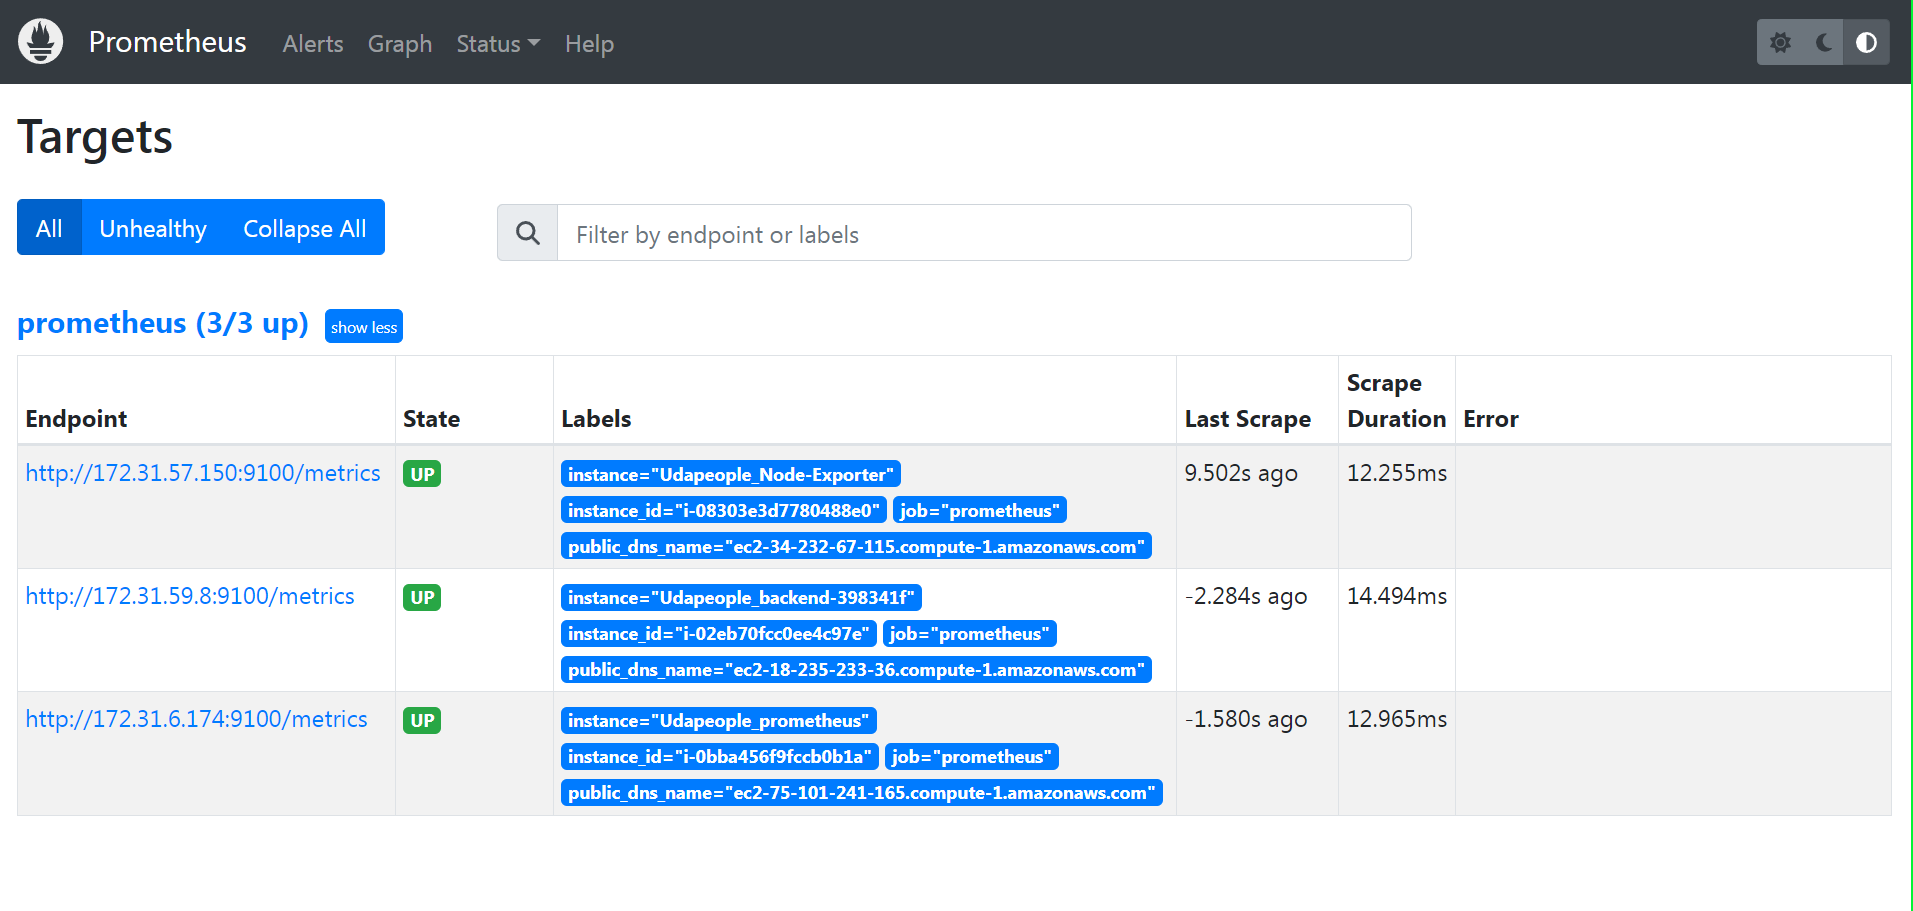 Prometheus Alerts Graph Status Help
Targets
All Unhealthy Collapse All
Filter by endpoint or labels
prometheus (3/3 up) show less
Endpoint State Labels Last Scrape Scrape Duration Error
http://172.31.57.150:9100/metrics UP instance="Udapeople_Node-Exporter" 9.502s ago 12.255ms
instance_id="i-08303e3d7780488e0" job="prometheus"
public_dns_name="ec2-34-232-67-115.compute-1.amazonaws.com"
http://172.31.59.8:9100/metrics UP instance="Udapeople_backend-398341f" -2.284s ago 14.494ms
instance_id="i-02eb70fcc0ee4c97e" job="prometheus"
public_dns_name="ec2-18-235-233-36.compute-1.amazonaws.com"
http://172.31.6.174:9100/metrics UP instance="Udapeople_prometheus" -1.580s ago 12.965ms
instance_id="i-0bba456f9fccb0b1a" job="prometheus"
public_dns_name="ec2-75-101-241-165.compute-1.amazonaws.com"